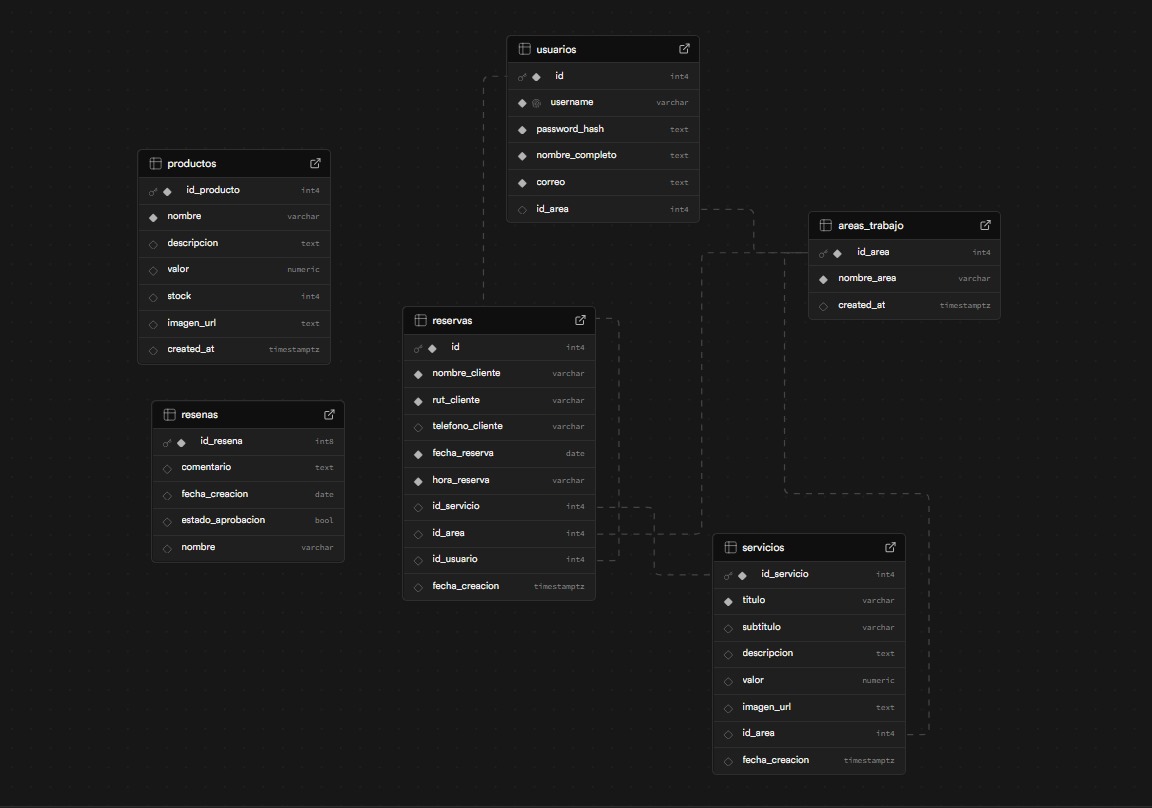 usuarios
id int4
username varchar
password_hash text
nombre_completo text
correo text
id_area int4
productos
id_producto int4
nombre varchar
descripcion text
valor numeric
stock int4
imagen_url text
created_at timestamptz
areas_trabajo
id_area int4
nombre_area varchar
created_at timestamptz
reservas
id int4
nombre_cliente varchar
rut_cliente varchar
telefono_cliente varchar
fecha_reserva date
hora_reserva varchar
id_servicio int4
id_area int4
id_usuario int4
fecha_creacion timestamptz
resenas
id_resena int8
comentario text
fecha_creacion date
estado_aprobacion bool
nombre varchar
servicios
id_servicio int4
titulo varchar
subtitulo varchar
descripcion text
valor numeric
imagen_url text
id_area int4
fecha_creacion timestamptz